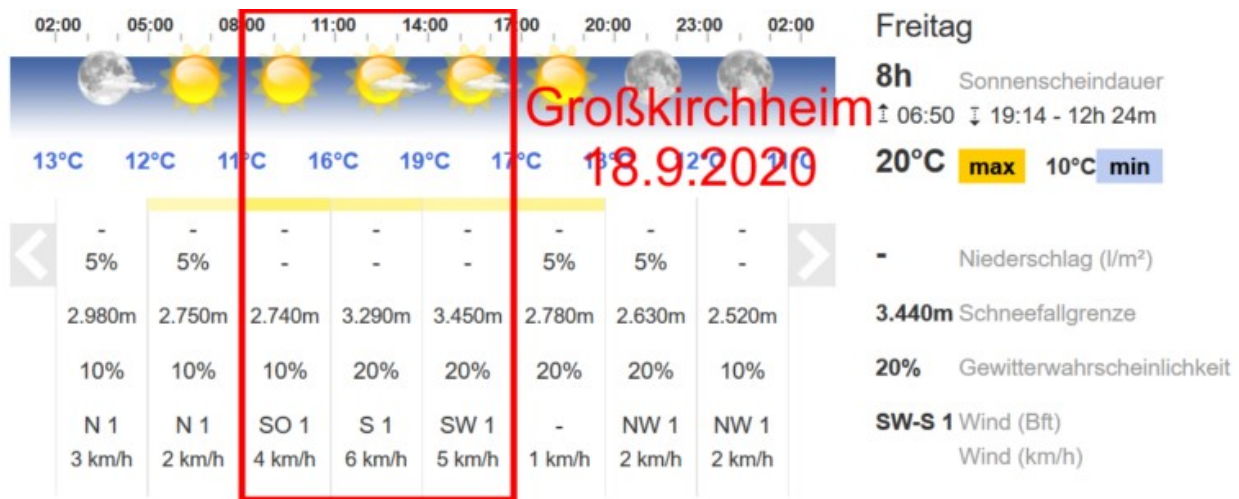 02:00 05:00 08:00 11:00 14:00 17:00 20:00 23:00 02:00
Freitag
8h Sonnenscheindauer
↥ 06:50 ↧ 19:14 - 12h 24m
Großkirchheim
18.9.2020
13°C 12°C 11°C 16°C 19°C 17°C 12°C
20°C max 10°C min
- - - - - - - -
5% 5% - - - 5% 5% -
- Niederschlag (l/m²)
2.980m 2.750m 2.740m 3.290m 3.450m 2.780m 2.630m 2.520m
3.440m Schneefallgrenze
10% 10% 10% 20% 20% 20% 20% 10%
20% Gewitterwahrscheinlichkeit
N 1 N 1 SO 1 S 1 SW 1 - NW 1 NW 1
SW-S 1 Wind (Bft)
3 km/h 2 km/h 4 km/h 6 km/h 5 km/h 1 km/h 2 km/h 2 km/h
Wind (km/h)